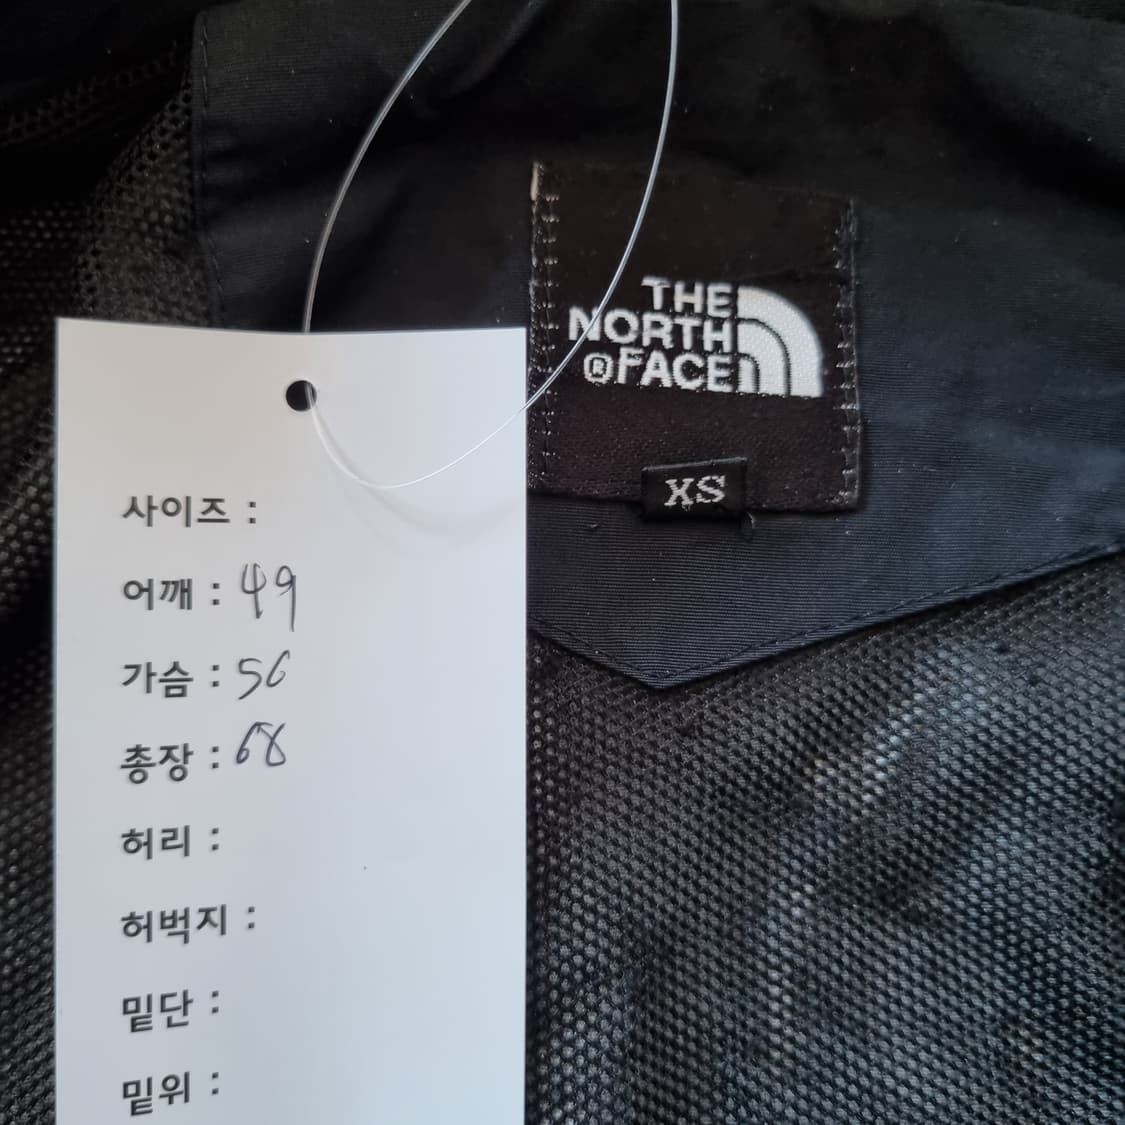 THE
NORTH
®FACE
XS
사이즈 :
어깨 : 49
가슴 : 56
총장 : 68
허리 :
허벅지 :
밑단 :
밑위 :